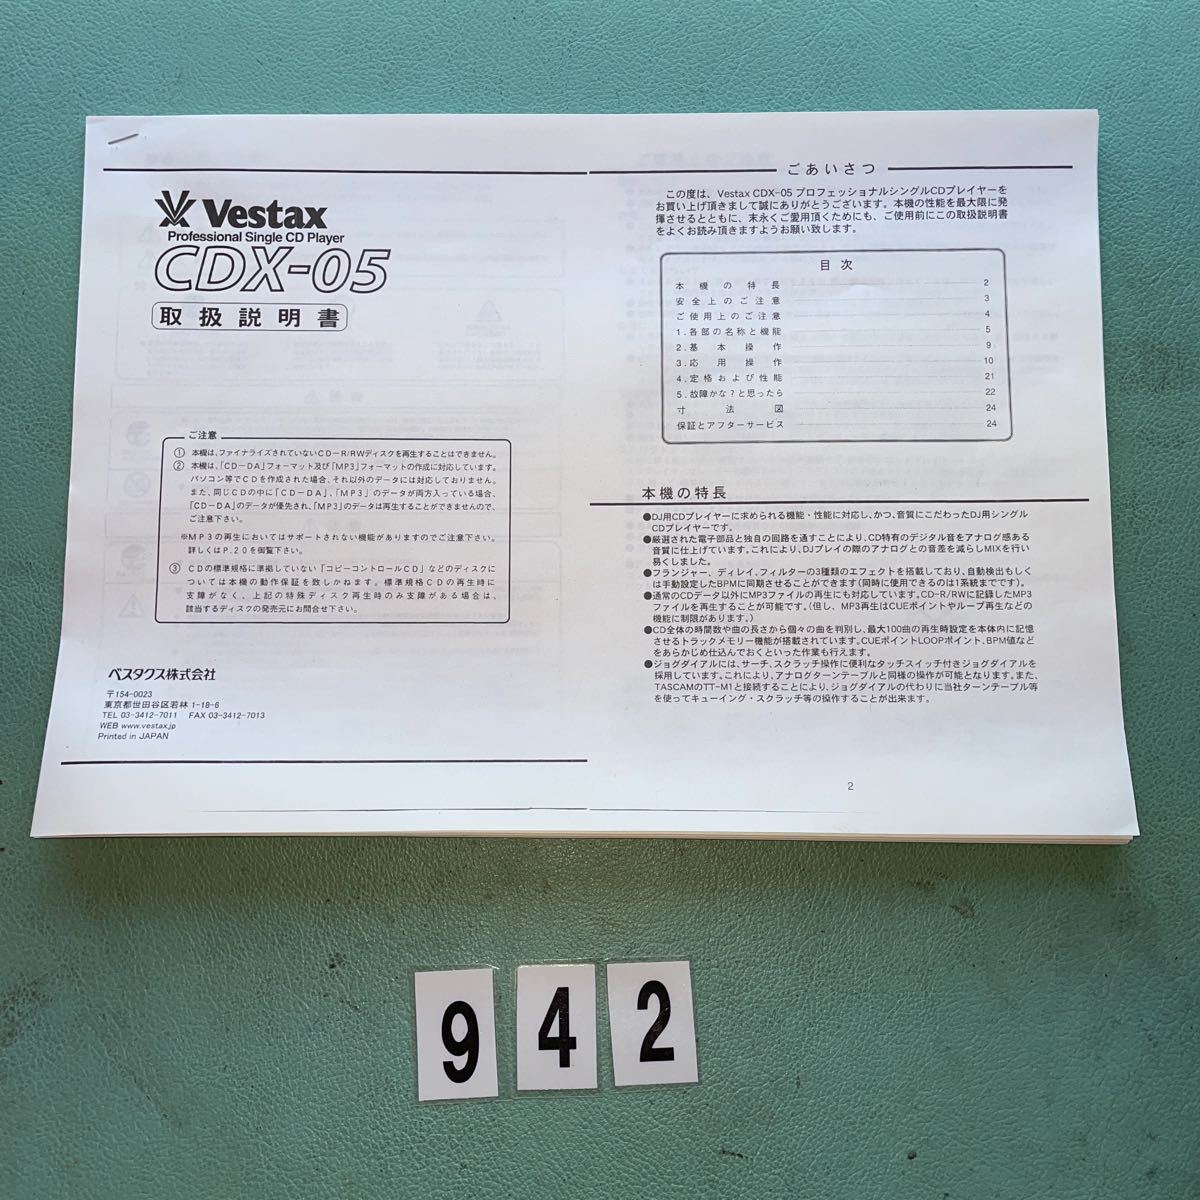 Vestax
Professional Single CD Player
CDX-05
取扱説明書
ご注意
① 本機は、ファイナライズされていないCD-R/RWディスクを再生することはできません。
② 本機は、「CD-DA」フォーマット及び「MP3」フォーマットの作成に対応しています。
パソコン等でCDを作成された場合、それ以外のデータには対応しておりません。
また、同じCDの中に「CD-DA」、「MP3」のデータが両方入っている場合、
「CD-DA」のデータが優先され、「MP3」のデータは再生することができませんので、
ご注意下さい。
※MP3の再生においてはサポートされない機能がありますのでご注意下さい。
詳しくはP.20を御覧下さい。
③ CDの標準規格に準拠していない「コピーコントロールCD」などのディスクに
ついては本機の動作保証を致しかねます。標準規格CDの再生時に
支障がなく、上記の特殊ディスク再生時のみ支障がある場合は、
該当するディスクの発売元にお問合せ下さい。
ベスタクス株式会社
〒154-0023
東京都世田谷区若林 1-18-6
TEL 03-3412-7011 FAX 03-3412-7013
WEB www.vestax.jp
Printed in JAPAN
ごあいさつ
この度は、Vestax CDX-05 プロフェッショナルシングルCDプレイヤーを
お買い上げ頂きまして誠にありがとうございます。本機の性能を最大限に発
揮させるとともに、末永くご愛用頂くためにも、ご使用前にこの取扱説明書
をよくお読み頂きますようお願い致します。
目次
本機の特長 2
安全上のご注意 3
ご使用上のご注意 4
1.各部の名称と機能 5
2.基本操作 9
3.応用操作 10
4.定格および性能 21
5.故障かな?と思ったら 22
寸法図 24
保証とアフターサービス 24
本機の特長
●DJ用CDプレイヤーに求められる機能・性能に対応し、かつ、音質にこだわったDJ用シングル
CDプレイヤーです。
●厳選された電子部品と独自の回路を通すことにより、CD特有のデジタル音をアナログ感ある
音質に仕上げています。これにより、DJプレイの際のアナログとの音差を減らしMIXを行い
易くしました。
●フランジャー、ディレイ、フィルターの3種類のエフェクトを搭載しており、自動検出もしく
は手動設定したBPMに同期させることができます(同時に使用できるのは1系統までです)。
●通常のCDデータ以外にMP3ファイルの再生にも対応しています。CD-R/RWに記録したMP3
ファイルを再生することが可能です。(但し、MP3再生はCUEポイントやループ再生などの
機能に制限があります。)
●CD全体の時間数や曲の長さから個々の曲を判別し、最大100曲の再生時設定を本体内に記憶
させるトラックメモリー機能が搭載されています。CUEポイントLOOPポイント、BPM値など
をあらかじめ仕込んでおくといった作業も行えます。
●ジョグダイアルには、サーチ、スクラッチ操作に便利なタッチスイッチ付きジョグダイアルを
採用しています。これにより、アナログターンテーブルと同様の操作が可能となります。また、
TASCAMのTT-M1と接続することにより、ジョグダイアルの代わりに当社ターンテーブル等
を使ってキューイング・スクラッチ等の操作することが出来ます。
2
942